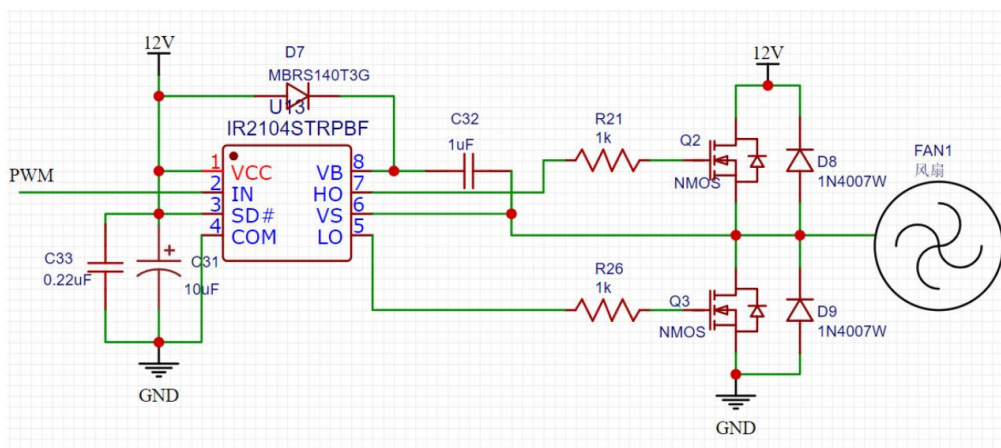 12V
D7
MBRS140T3G
U13
IR2104STRPBF
1
VCC
2
IN
3
SD#
4
COM
VB
8
HO
7
VS
6
LO
5
PWM
C33
0.22uF
C31
10uF
GND
C32
1uF
R21
1k
R26
1k
12V
Q2
NMOS
D8
1N4007W
Q3
NMOS
D9
1N4007W
GND
FAN1
风扇